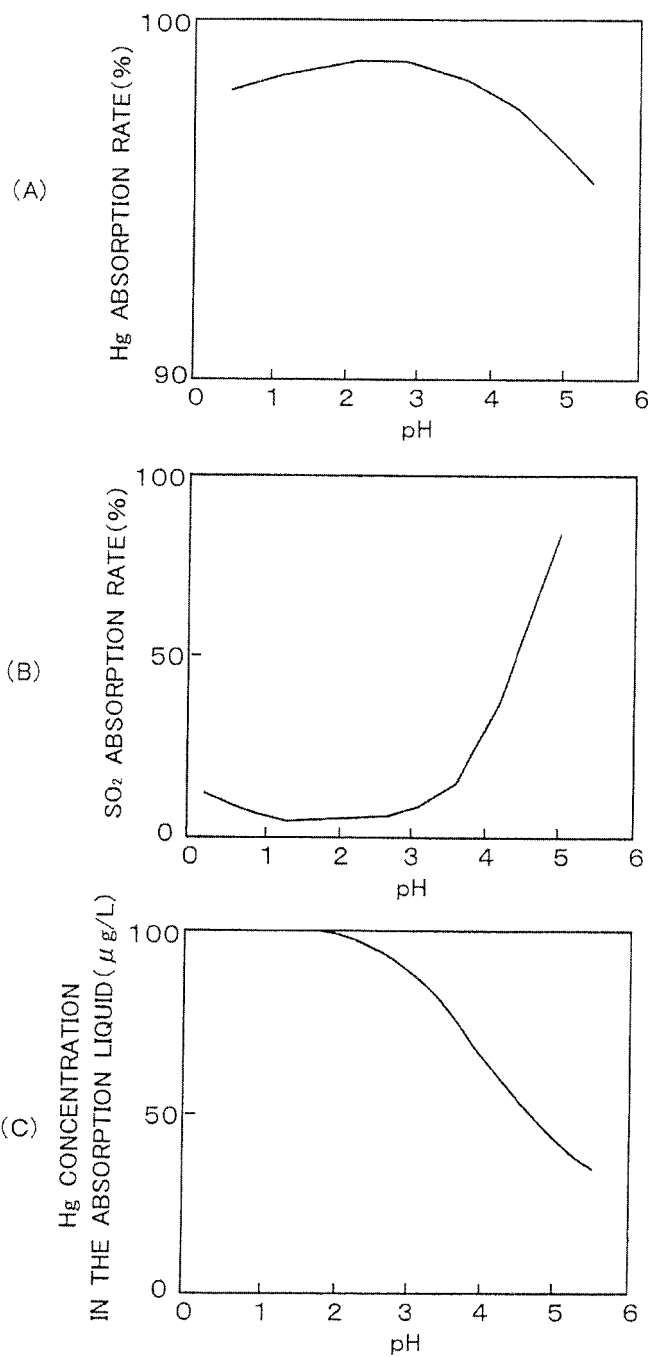 (A)
Hg ABSORPTION RATE(%)
100
90
0 1 2 3 4 5 6
pH
(B)
SO₂ ABSORPTION RATE(%)
100
50
0
0 1 2 3 4 5 6
pH
(C)
Hg CONCENTRATION
IN THE ABSORPTION LIQUID(μg/L)
100
50
0
0 1 2 3 4 5 6
pH